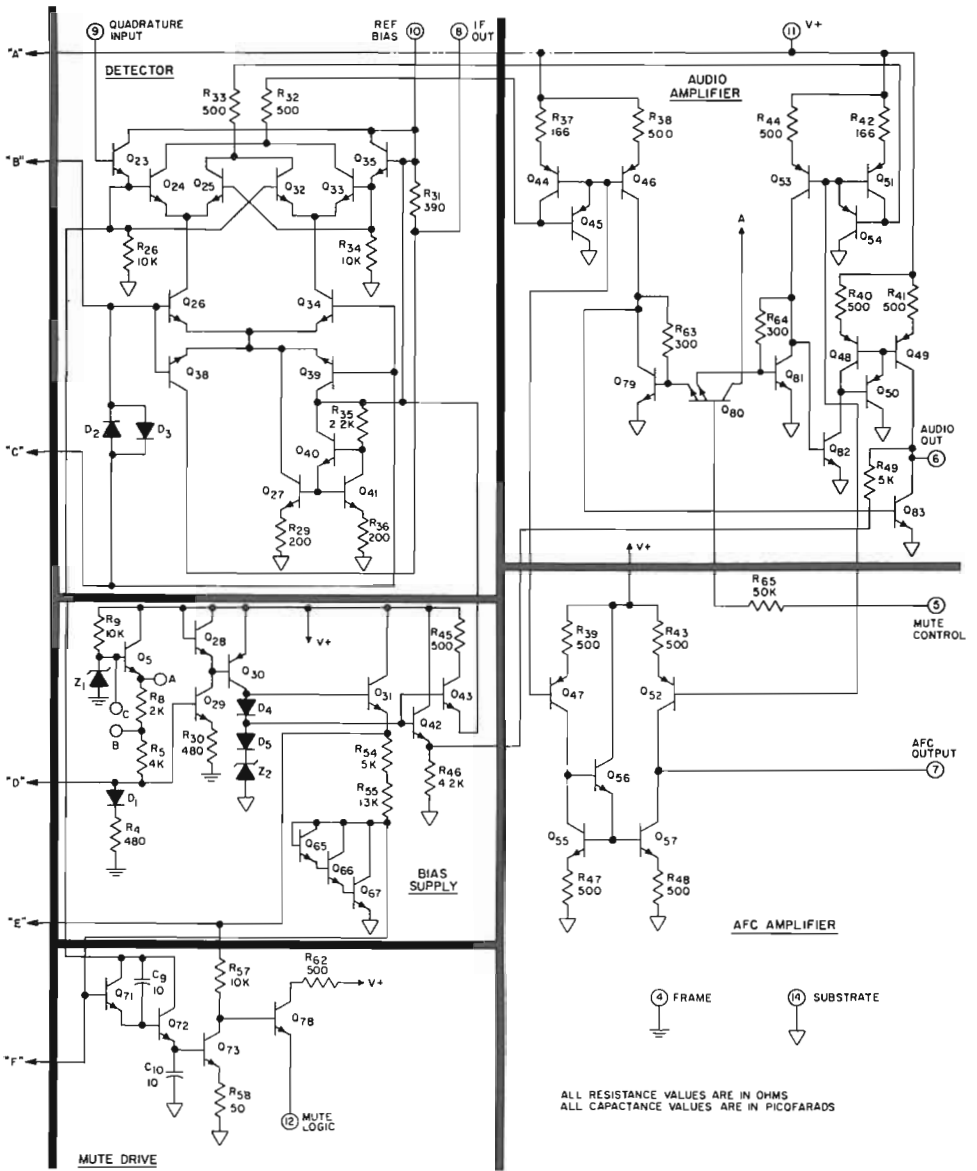 9 QUADRATURE INPUT
REF BIAS 10
8 IF OUT
11 V+
"A"
DETECTOR
AUDIO AMPLIFIER
R33 500
R32 500
R37 166
R38 500
R44 500
R42 166
"B"
Q23
Q24
Q25
Q32
Q33
Q35
R31 390
Q44
Q46
Q45
Q53
Q51
Q54
A
R26 10K
R34 10K
Q26
Q34
R40 500
R41 500
R63 300
R64 300
Q38
Q39
Q48
Q49
Q79
Q80
Q81
Q50
D2
D3
R35 2.2K
Q40
Q82
AUDIO OUT
6
"C"
Q27
Q41
R49 5K
R29 200
R36 200
Q83
V+
R65 50K
5
MUTE CONTROL
R9 10K
Q5
Q28
V+
R45 500
R39 500
R43 500
Z1
A
Q30
Q31
Q43
Q47
Q52
C
R8 2K
Q29
D4
Q42
B
R5 4K
R30 480
D5
R54 5K
AFC OUTPUT
7
"D"
Z2
R46 4.2K
Q56
D1
R55 13K
R4 480
Q65
Q66
Q67
Q55
Q57
BIAS SUPPLY
R47 500
R48 500
"E"
AFC AMPLIFIER
R62 500
V+
C9 10
R57 10K
Q71
Q72
Q78
4 FRAME
14 SUBSTRATE
Q73
"F"
C10 10
R58 50
12 MUTE LOGIC
ALL RESISTANCE VALUES ARE IN OHMS
ALL CAPACTANCE VALUES ARE IN PICOFARADS
MUTE DRIVE